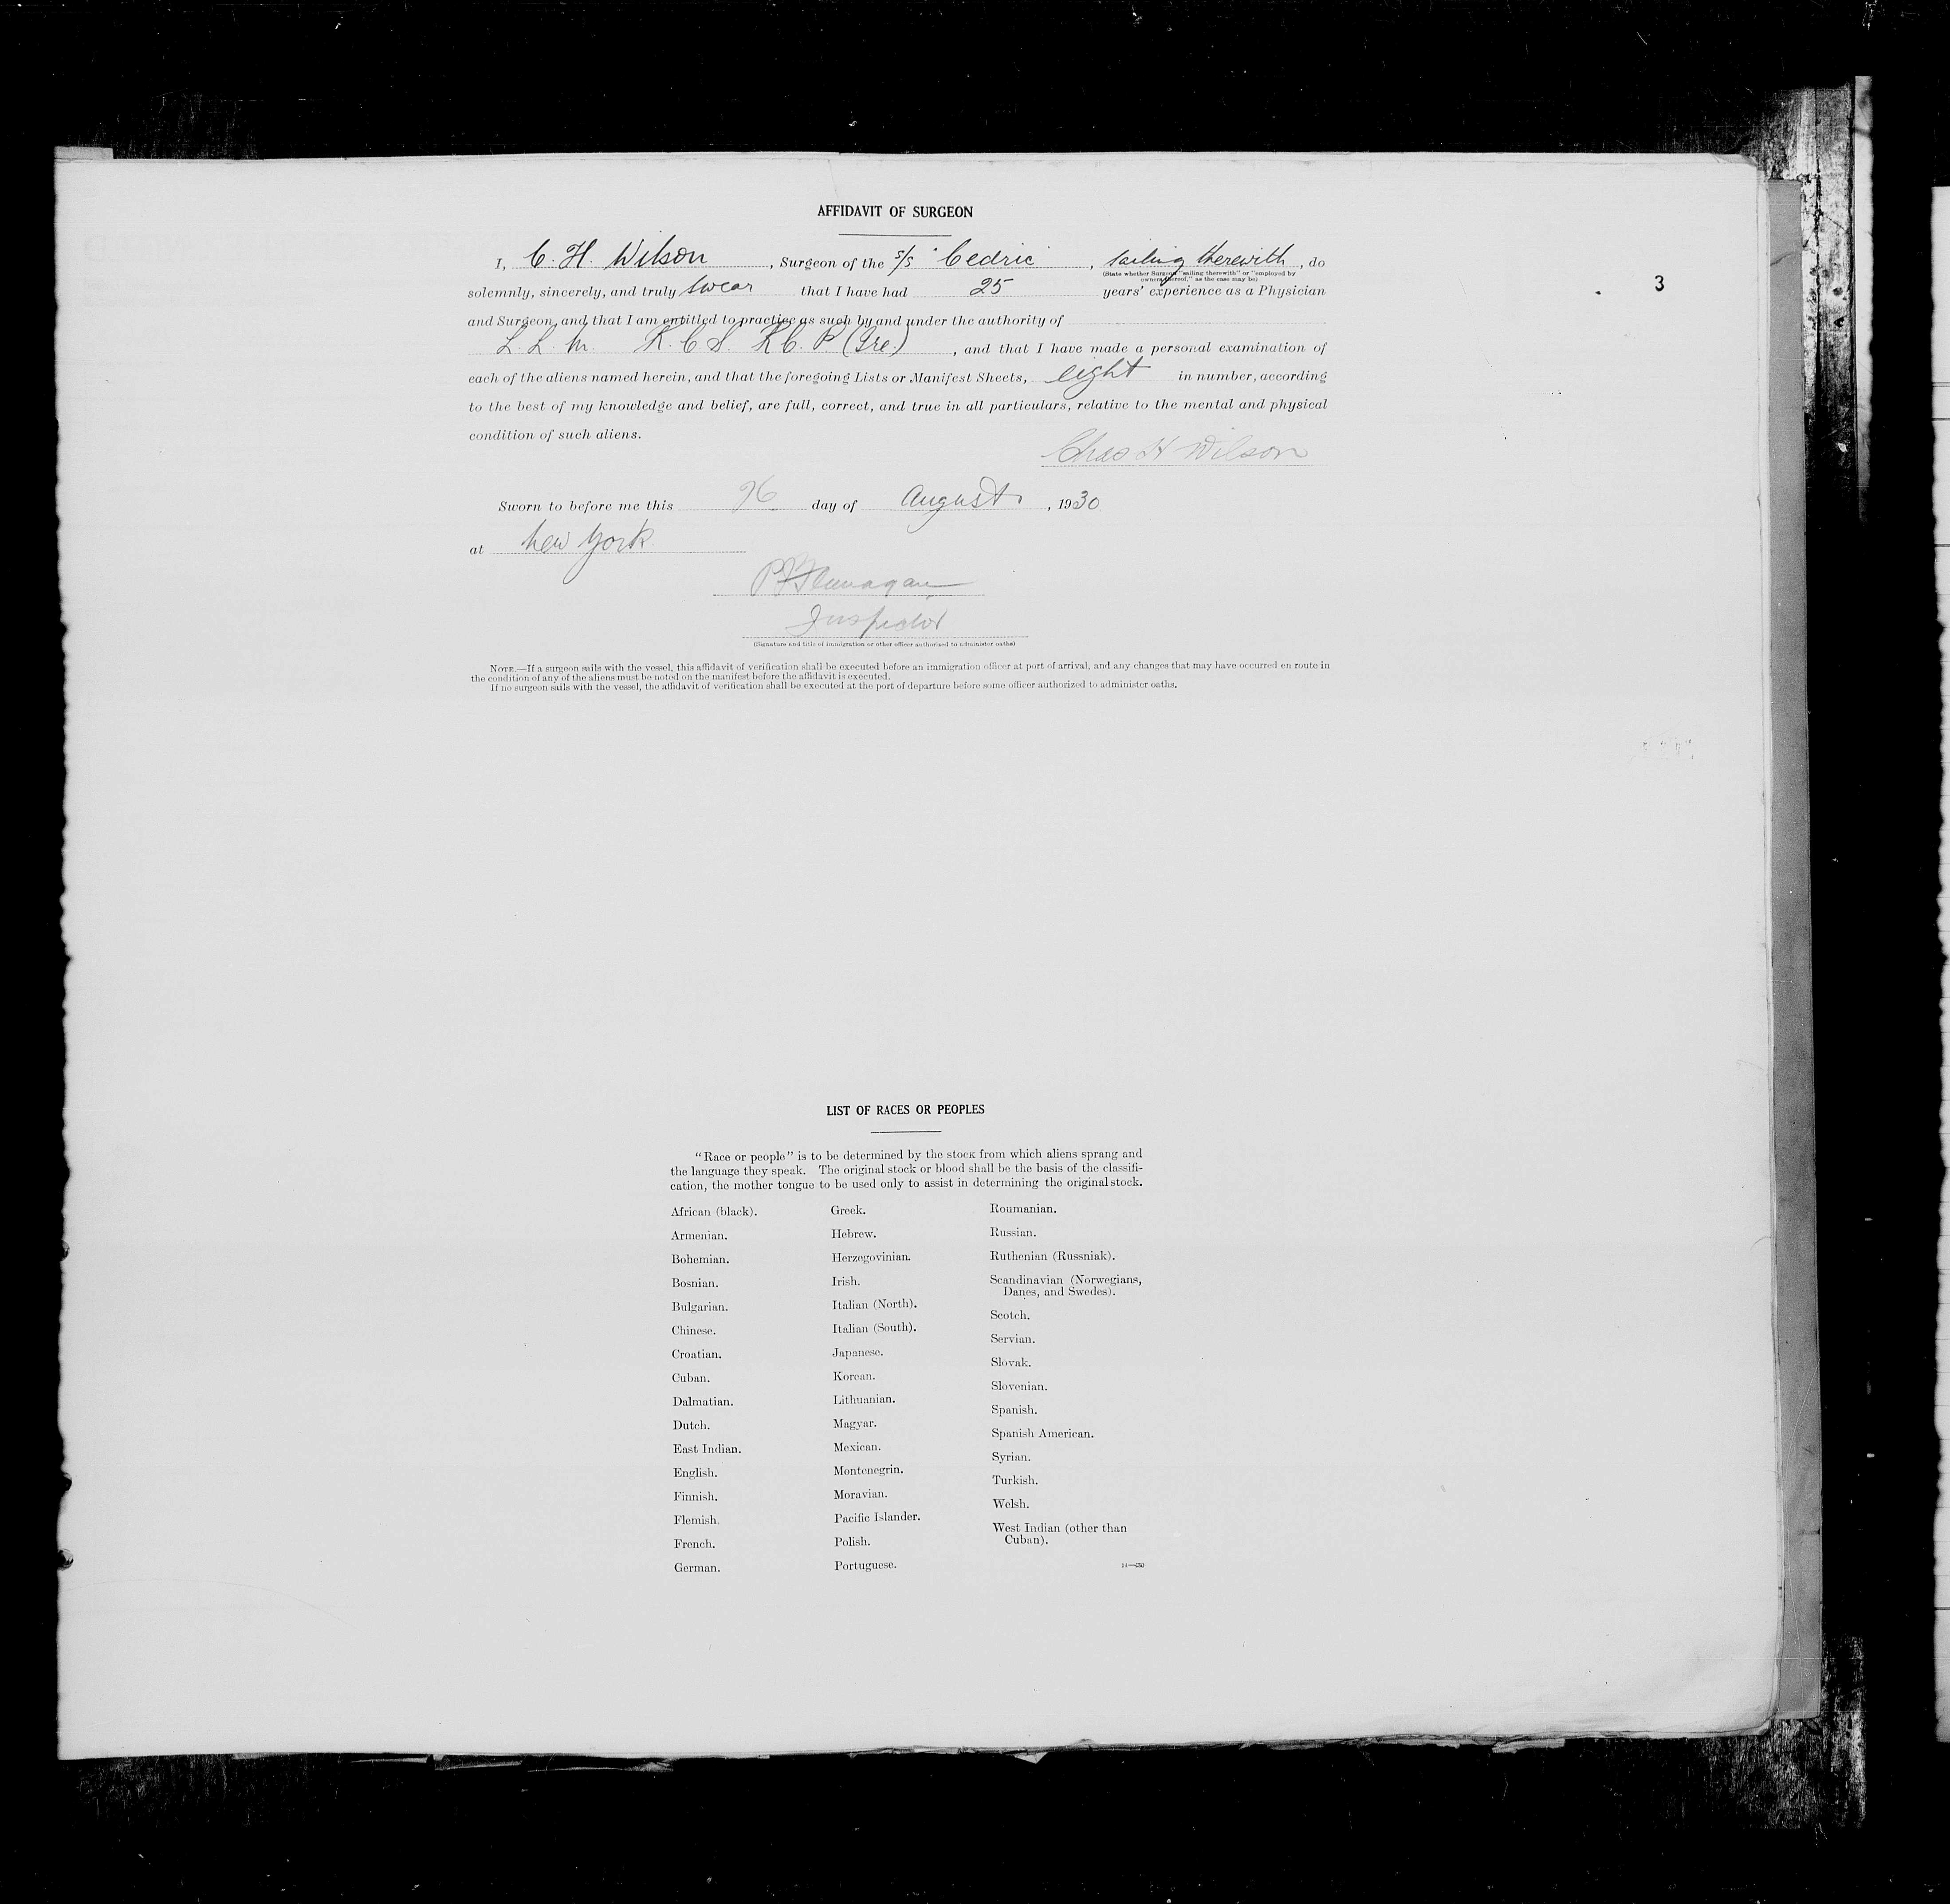 AFFIDAVIT OF SURGEON
3
I, C. H. Wilson, Surgeon of the S/S "Cedric, sailing therewith, do
(State whether Surgeon "sailing therewith" or "employed by
owners thereof," as the case may be)
solemnly, sincerely, and truly swear that I have had 25 years' experience as a Physician
and Surgeon, and that I am entitled to practice as such by and under the authority of
L. L. M. R. C. S. R. C. P (Ire.), and that I have made a personal examination of
each of the aliens named herein, and that the foregoing Lists or Manifest Sheets, eight in number, according
to the best of my knowledge and belief, are full, correct, and true in all particulars, relative to the mental and physical
condition of such aliens.
Chas H Wilson
Sworn to before me this 26 day of August, 1930
at New York
Flanagan
Inspector
(Signature and title of immigration or other officer authorized to administer oaths)
NOTE.—If a surgeon sails with the vessel, this affidavit of verification shall be executed before an immigration officer at port of arrival, and any changes that may have occurred en route in
the condition of any of the aliens must be noted on the manifest before the affidavit is executed.
If no surgeon sails with the vessel, the affidavit of verification shall be executed at the port of departure before some officer authorized to administer oaths.
LIST OF RACES OR PEOPLES
"Race or people" is to be determined by the stock from which aliens sprang and
the language they speak. The original stock or blood shall be the basis of the classifi-
cation, the mother tongue to be used only to assist in determining the original stock.
African (black).
Armenian.
Bohemian.
Bosnian.
Bulgarian.
Chinese.
Croatian.
Cuban.
Dalmatian.
Dutch.
East Indian.
English.
Finnish.
Flemish.
French.
German.
Greek.
Hebrew.
Herzegovinian.
Irish.
Italian (North).
Italian (South).
Japanese.
Korean.
Lithuanian.
Magyar.
Mexican.
Montenegrin.
Moravian.
Pacific Islander.
Polish.
Portuguese.
Roumanian.
Russian.
Ruthenian (Russniak).
Scandinavian (Norwegians,
Danes, and Swedes).
Scotch.
Servian.
Slovak.
Slovenian.
Spanish.
Spanish American.
Syrian.
Turkish.
Welsh.
West Indian (other than
Cuban).